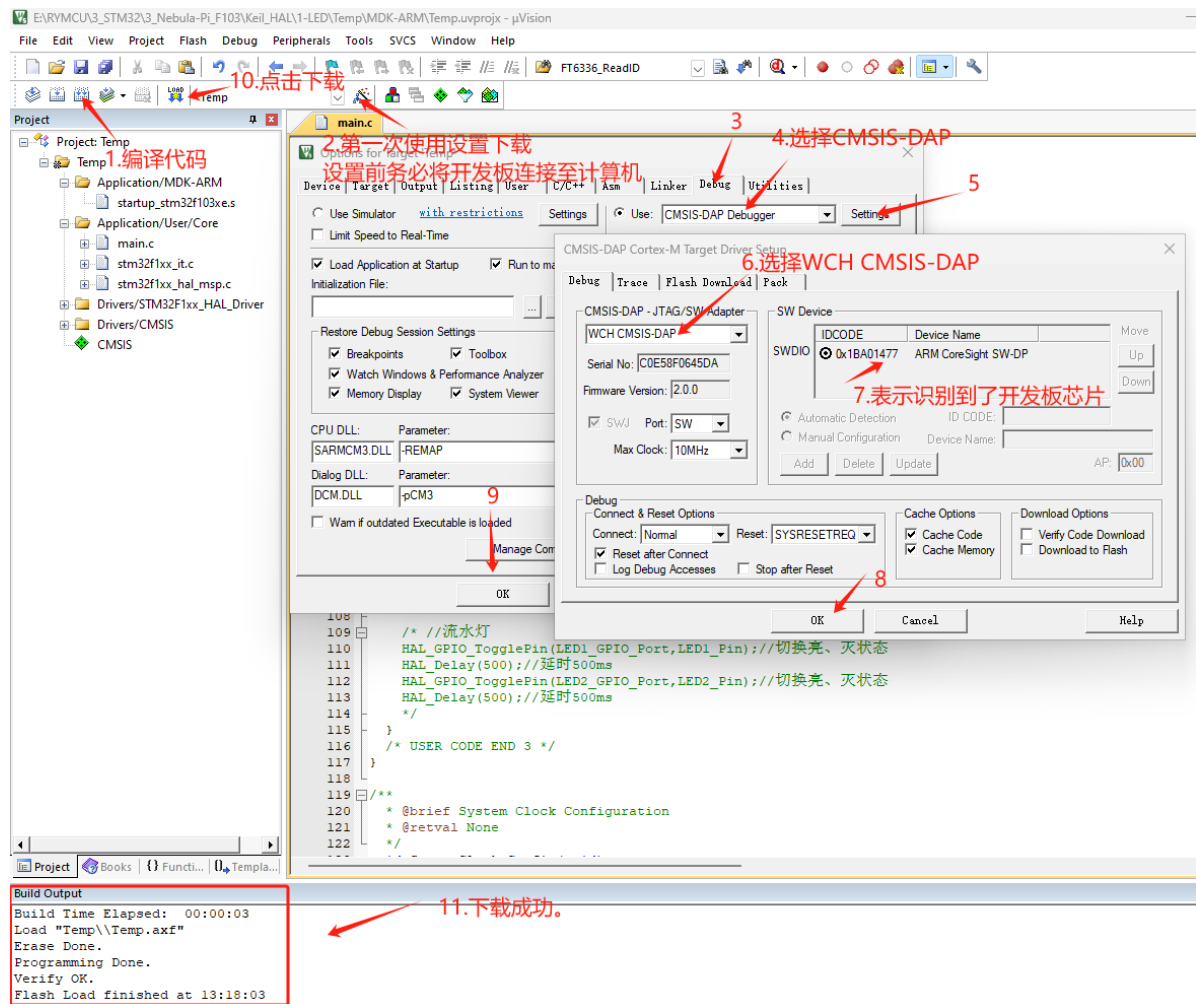 E:\RYMCU\3_STM32\3_Nebula-Pi_F103\Keil_HAL\1-LED\Temp\MDK-ARM\Temp.uvprojx - µVision
File Edit View Project Flash Debug Peripherals Tools SVCS Window Help
FT6336_ReadID
10.点击下载
LOAD
Temp
Project
main.c
Project: Temp
Temp
1.编译代码
Application/MDK-ARM
startup_stm32f103xe.s
Application/User/Core
main.c
stm32f1xx_it.c
stm32f1xx_hal_msp.c
Drivers/STM32F1xx_HAL_Driver
Drivers/CMSIS
CMSIS
2.第一次使用设置下载
设置前务必将开发板连接至计算机
3
4.选择CMSIS-DAP
5
Options for Target 'Temp'
Device Target Output Listing User C/C++ Asm Linker Debug Utilities
Use Simulator with restrictions Settings Use: CMSIS-DAP Debugger Settings
Limit Speed to Real-Time
Load Application at Startup Run to ma
Initialization File:
...
Restore Debug Session Settings
Breakpoints Toolbox
Watch Windows & Performance Analyzer
Memory Display System Viewer
CPU DLL: Parameter:
SARMCM3.DLL -REMAP
Dialog DLL: Parameter:
DCM.DLL -pCM3
9
Warn if outdated Executable is loaded
Manage Com
OK
CMSIS-DAP Cortex-M Target Driver Setup
6.选择WCH CMSIS-DAP
Debug Trace Flash Download Pack
CMSIS-DAP - JTAG/SW Adapter
WCH CMSIS-DAP
Serial No: C0E58F0645DA
Firmware Version: 2.0.0
SWJ Port: SW
Max Clock: 10MHz
SW Device
IDCODE Device Name Move
SWDIO 0x1BA01477 ARM CoreSight SW-DP Up
Down
7.表示识别到了开发板芯片
Automatic Detection ID CODE:
Manual Configuration Device Name:
Add Delete Update AP: 0x00
Debug
Connect & Reset Options
Connect: Normal Reset: SYSRESETREQ
Reset after Connect
Log Debug Accesses Stop after Reset
Cache Options
Cache Code
Cache Memory
Download Options
Verify Code Download
Download to Flash
8
OK Cancel Help
108
109 /* //流水灯
110 HAL_GPIO_TogglePin(LED1_GPIO_Port,LED1_Pin);//切换亮、灭状态
111 HAL_Delay(500);//延时500ms
112 HAL_GPIO_TogglePin(LED2_GPIO_Port,LED2_Pin);//切换亮、灭状态
113 HAL_Delay(500);//延时500ms
114 */
115 }
116 /* USER CODE END 3 */
117 }
118
119 /**
120 * @brief System Clock Configuration
121 * @retval None
122 */
Project Books {} Functi... Templa...
Build Output
Build Time Elapsed: 00:00:03
Load "Temp\\Temp.axf"
Erase Done.
Programming Done.
Verify OK.
Flash Load finished at 13:18:03
11.下载成功。